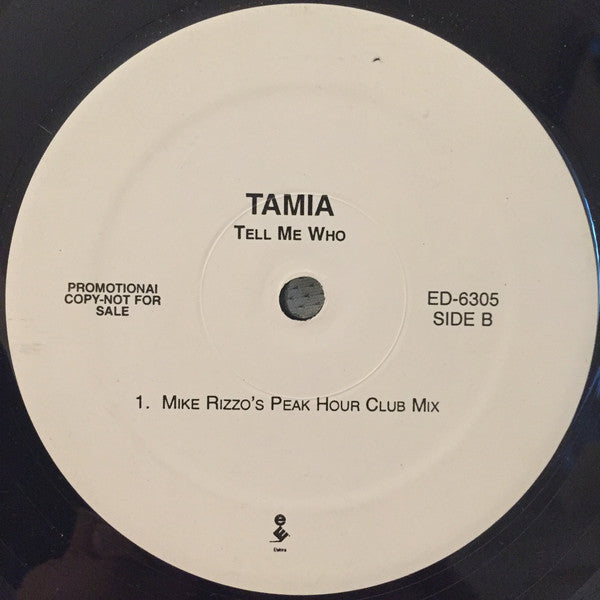 TAMIA
TELL ME WHO
PROMOTIONAl
COPY-NOT FOR
SALE
ED-6305
SIDE B
1. MIKE RIZZO'S PEAK HOUR CLUB MIX
Elektra